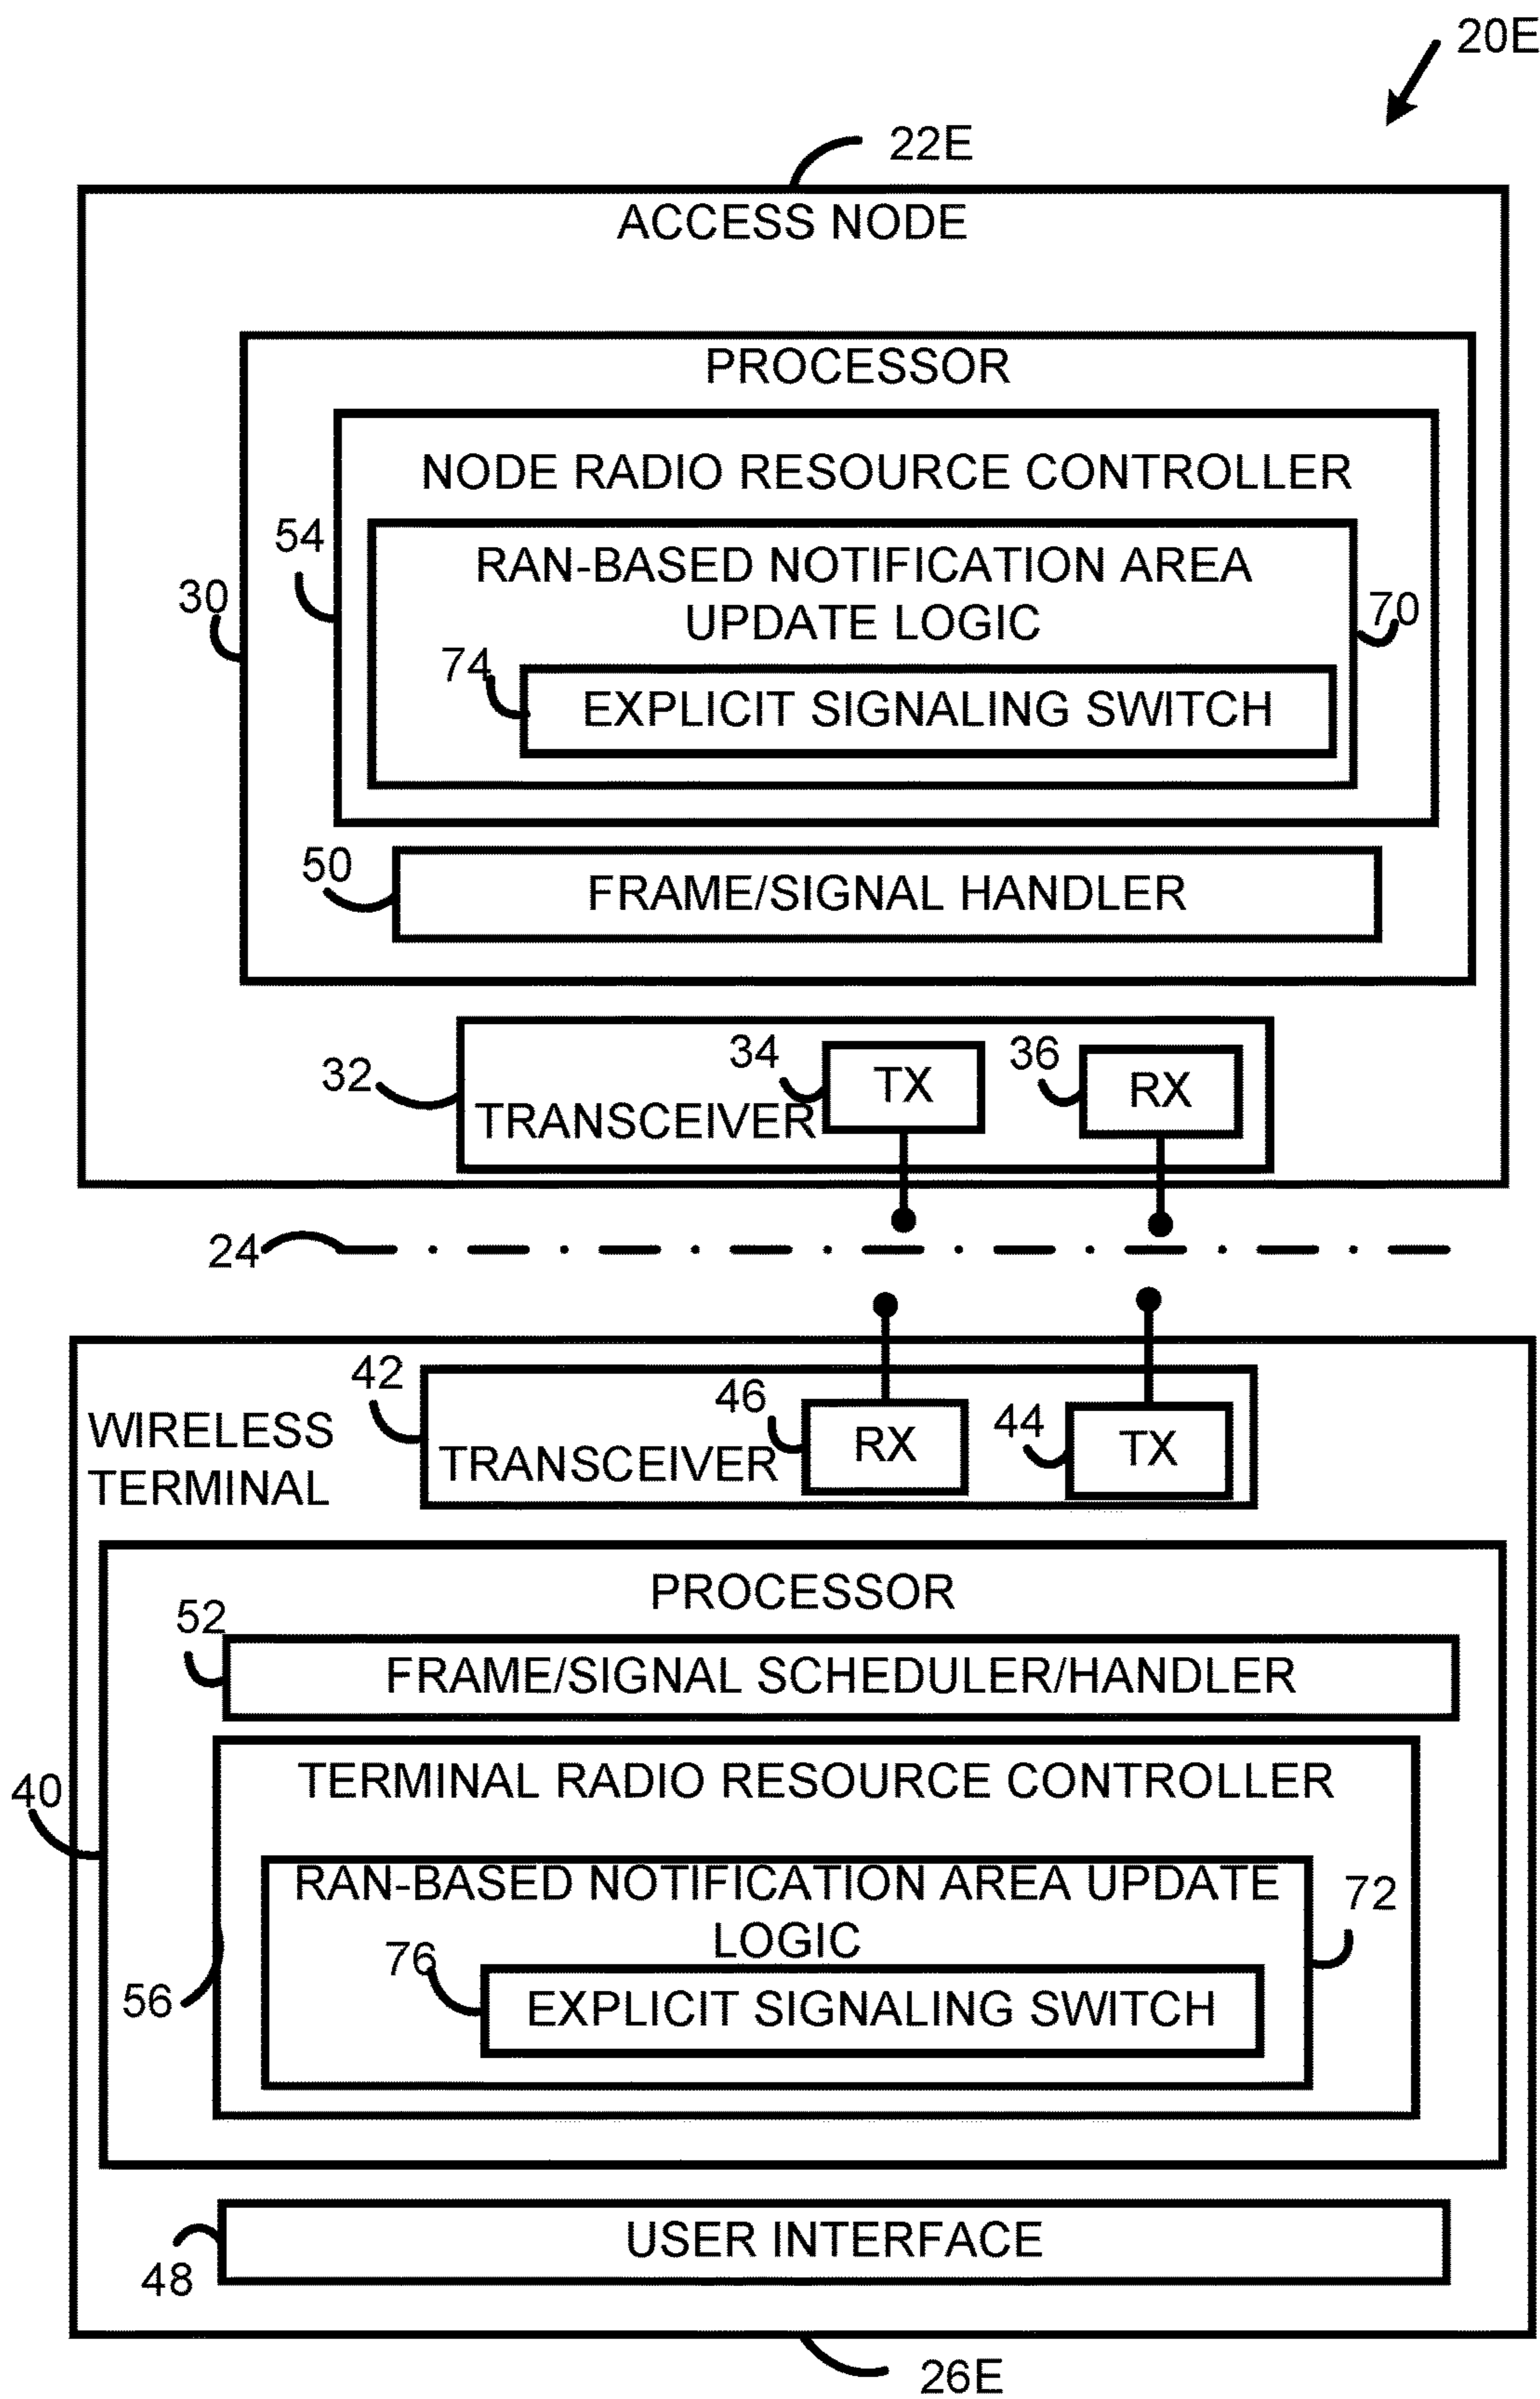 20E
22E
ACCESS NODE
PROCESSOR
NODE RADIO RESOURCE CONTROLLER
54
RAN-BASED NOTIFICATION AREA
UPDATE LOGIC
30
70
74
EXPLICIT SIGNALING SWITCH
50
FRAME/SIGNAL HANDLER
32
TRANSCEIVER
34
TX
36
RX
24
WIRELESS
TERMINAL
42
TRANSCEIVER
46
RX
44
TX
PROCESSOR
52
FRAME/SIGNAL SCHEDULER/HANDLER
TERMINAL RADIO RESOURCE CONTROLLER
40
RAN-BASED NOTIFICATION AREA UPDATE
LOGIC
72
76
EXPLICIT SIGNALING SWITCH
56
USER INTERFACE
48
26E